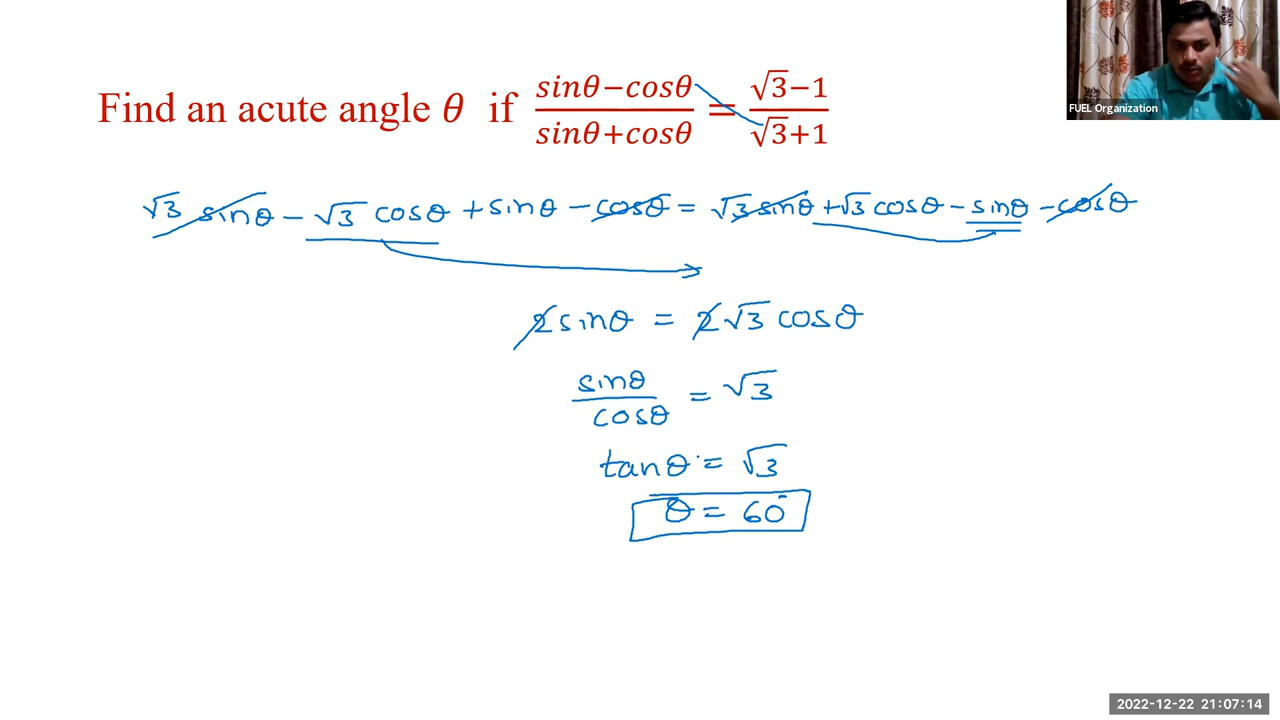 FUEL Organization
Find an acute angle θ if (sinθ−cosθ)/(sinθ+cosθ) = (√3−1)/(√3+1)
√3 sinθ − √3 cosθ + sinθ − cosθ = √3 sinθ + √3 cosθ − sinθ − cosθ
2 sinθ = 2 √3 cosθ
sinθ/cosθ = √3
tanθ = √3
θ = 60°
2022-12-22 21:07:14